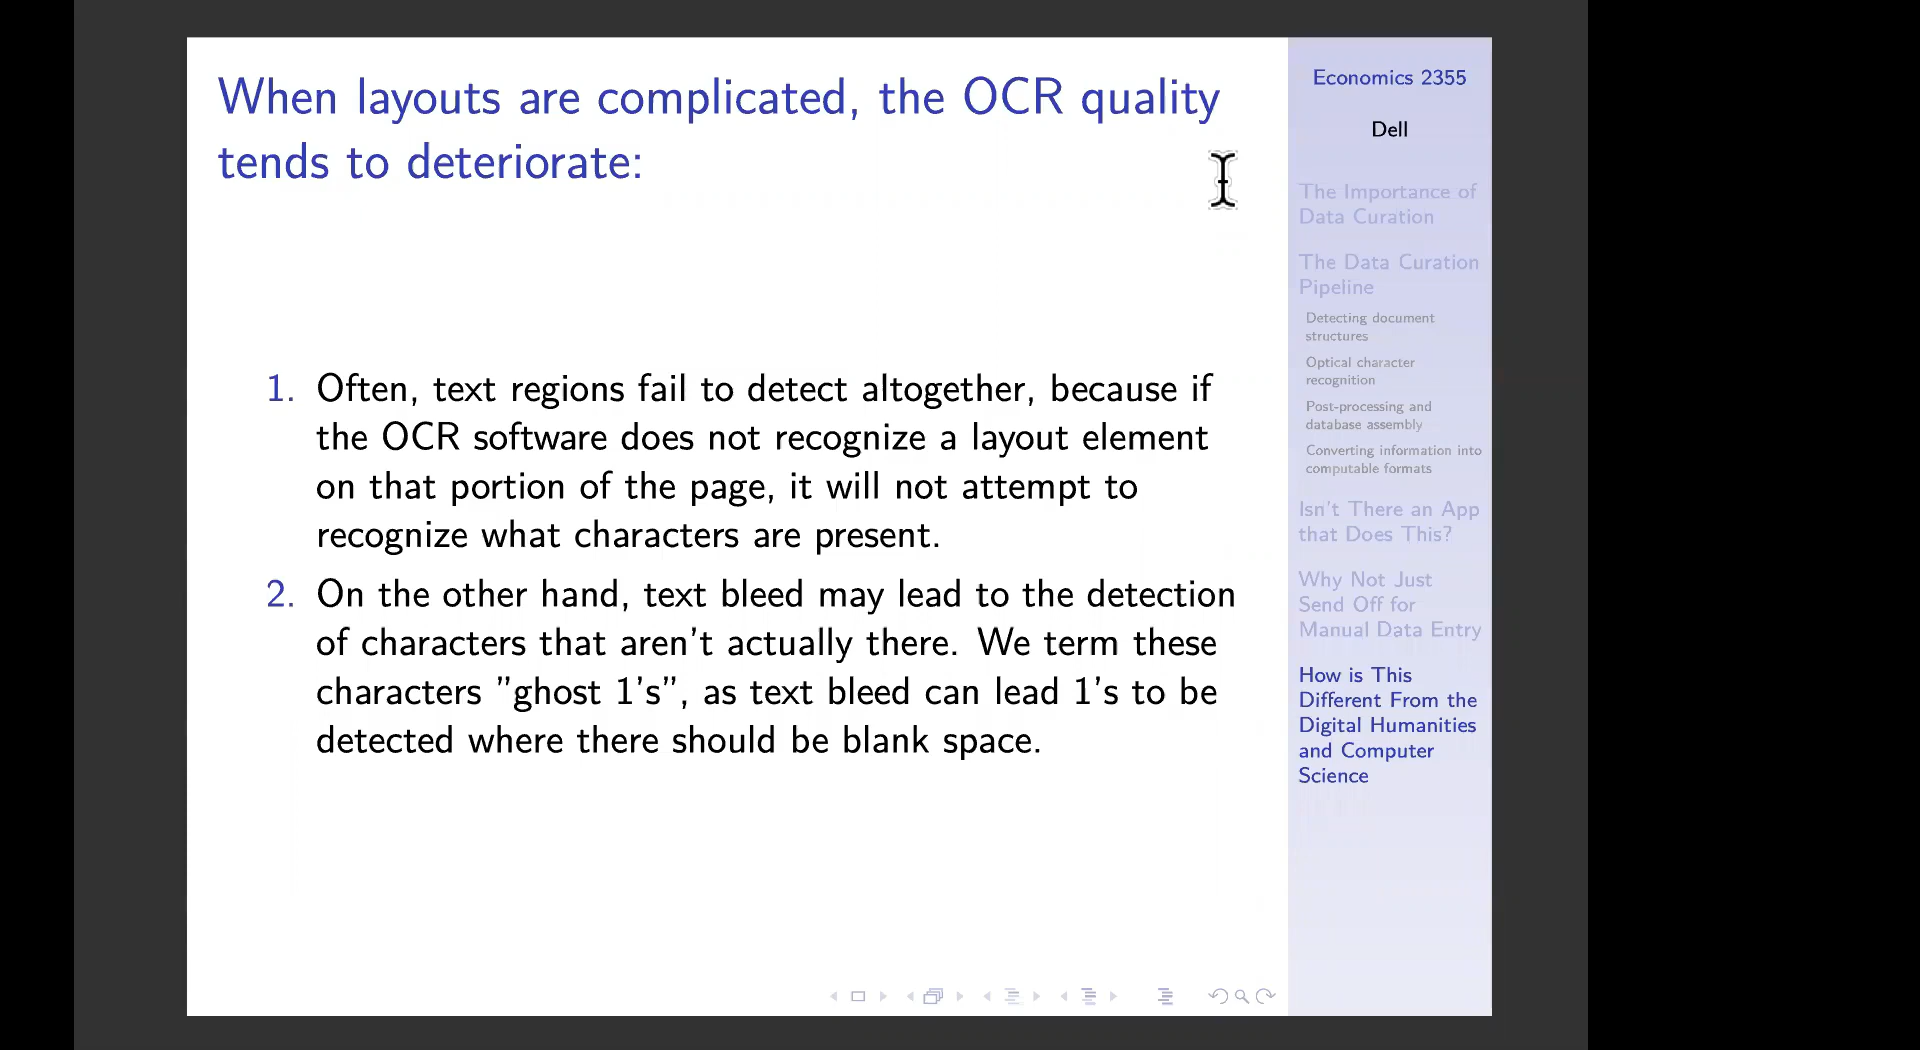 When layouts are complicated, the OCR quality
tends to deteriorate:
1. Often, text regions fail to detect altogether, because if
the OCR software does not recognize a layout element
on that portion of the page, it will not attempt to
recognize what characters are present.
2. On the other hand, text bleed may lead to the detection
of characters that aren't actually there. We term these
characters ”ghost 1's”, as text bleed can lead 1's to be
detected where there should be blank space.
Economics 2355
Dell
The Importance of
Data Curation
The Data Curation
Pipeline
Detecting document
structures
Optical character
recognition
Post-processing and
database assembly
Converting information into
computable formats
Isn't There an App
that Does This?
Why Not Just
Send Off for
Manual Data Entry
How is This
Different From the
Digital Humanities
and Computer
Science